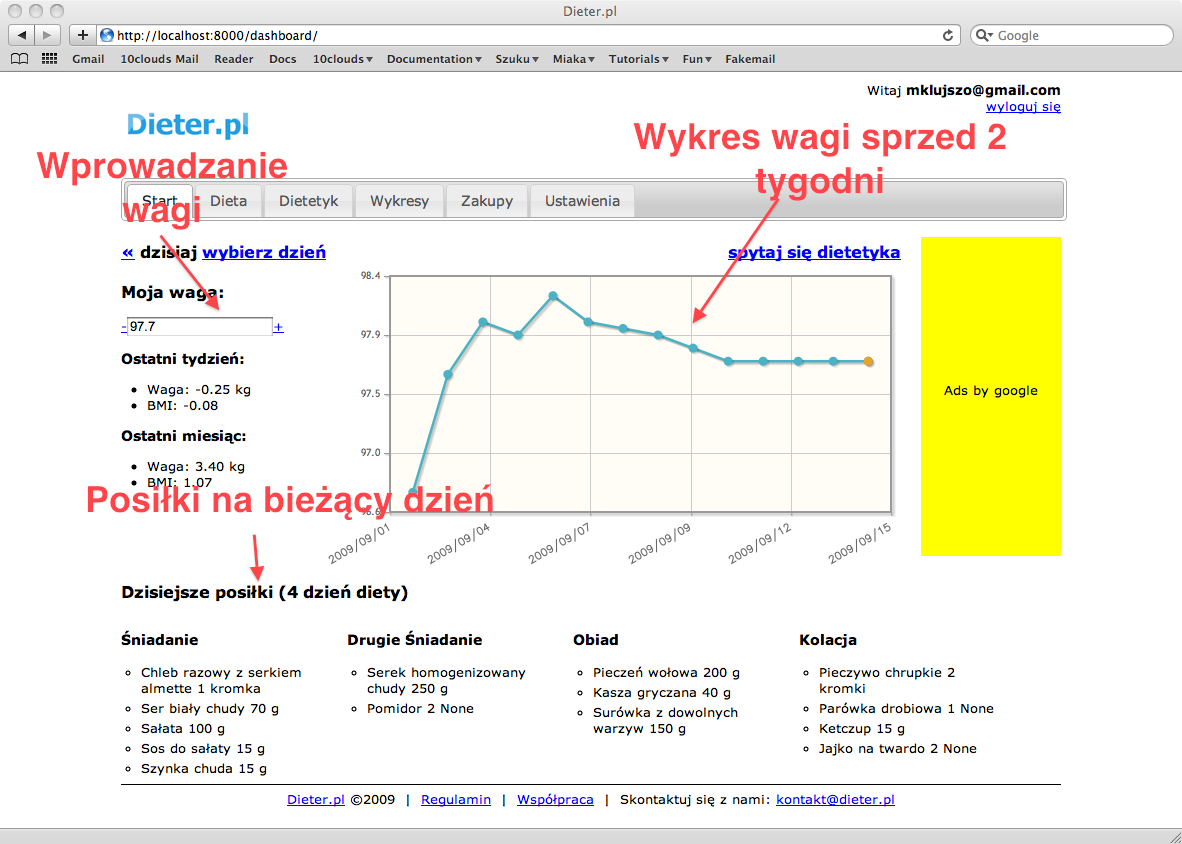 Dieter.pl
http://localhost:8000/dashboard/
Google
Gmail 10clouds Mail Reader Docs 10clouds Documentation Szuku Miaka Tutorials Fun Fakemail
Witaj mklujszo@gmail.com
wyloguj się
Dieter.pl
Wprowadzanie
wagi
Wykres wagi sprzed 2
tygodni
Start Dieta Dietetyk Wykresy Zakupy Ustawienia
« dzisiaj wybierz dzień
spytaj się dietetyka
Moja waga:
- 97.7 +
Ostatni tydzień:
Waga: -0.25 kg
BMI: -0.08
Ostatni miesiąc:
Waga: 3.40 kg
BMI: 1.07
98.4
97.9
97.5
97.0
2009/09/01 2009/09/04 2009/09/07 2009/09/09 2009/09/12 2009/09/15
Ads by google
Posiłki na bieżący dzień
Dzisiejsze posiłki (4 dzień diety)
Śniadanie
Chleb razowy z serkiem
almette 1 kromka
Ser biały chudy 70 g
Sałata 100 g
Sos do sałaty 15 g
Szynka chuda 15 g
Drugie Śniadanie
Serek homogenizowany
chudy 250 g
Pomidor 2 None
Obiad
Pieczeń wołowa 200 g
Kasza gryczana 40 g
Surówka z dowolnych
warzyw 150 g
Kolacja
Pieczywo chrupkie 2
kromki
Parówka drobiowa 1 None
Ketczup 15 g
Jajko na twardo 2 None
Dieter.pl ©2009 | Regulamin | Współpraca | Skontaktuj się z nami: kontakt@dieter.pl